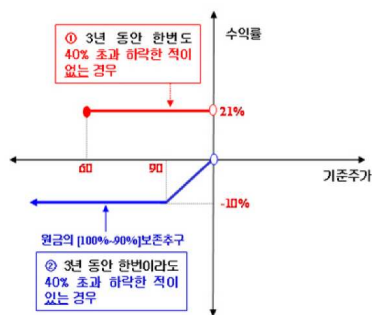 ① 3년 동안 한번도
40% 초과 하락한 적이
없는 경우
수익률
21%
60
90
기준주가
-10%
원금의 [100%~90%]보존추구
② 3년 동안 한번이라도
40% 초과 하락한 적이
있는 경우